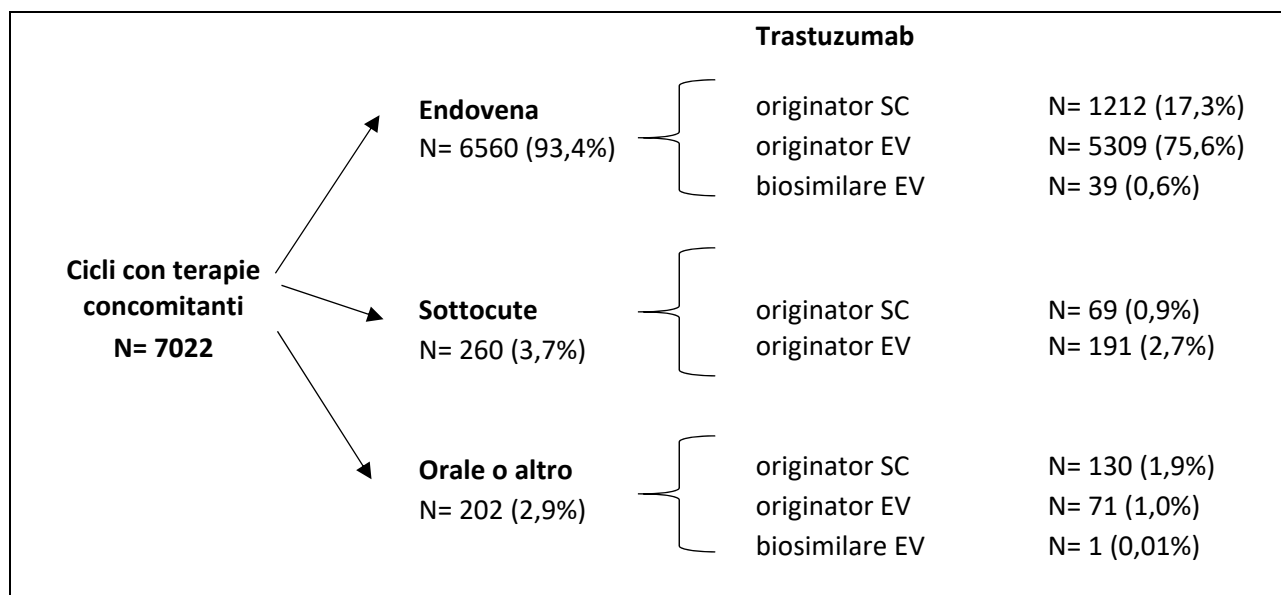 Trastuzumab
Cicli con terapie
concomitanti
N= 7022
Endovena
N= 6560 (93,4%)
originator SC N= 1212 (17,3%)
originator EV N= 5309 (75,6%)
biosimilare EV N= 39 (0,6%)
Sottocute
N= 260 (3,7%)
originator SC N= 69 (0,9%)
originator EV N= 191 (2,7%)
Orale o altro
N= 202 (2,9%)
originator SC N= 130 (1,9%)
originator EV N= 71 (1,0%)
biosimilare EV N= 1 (0,01%)